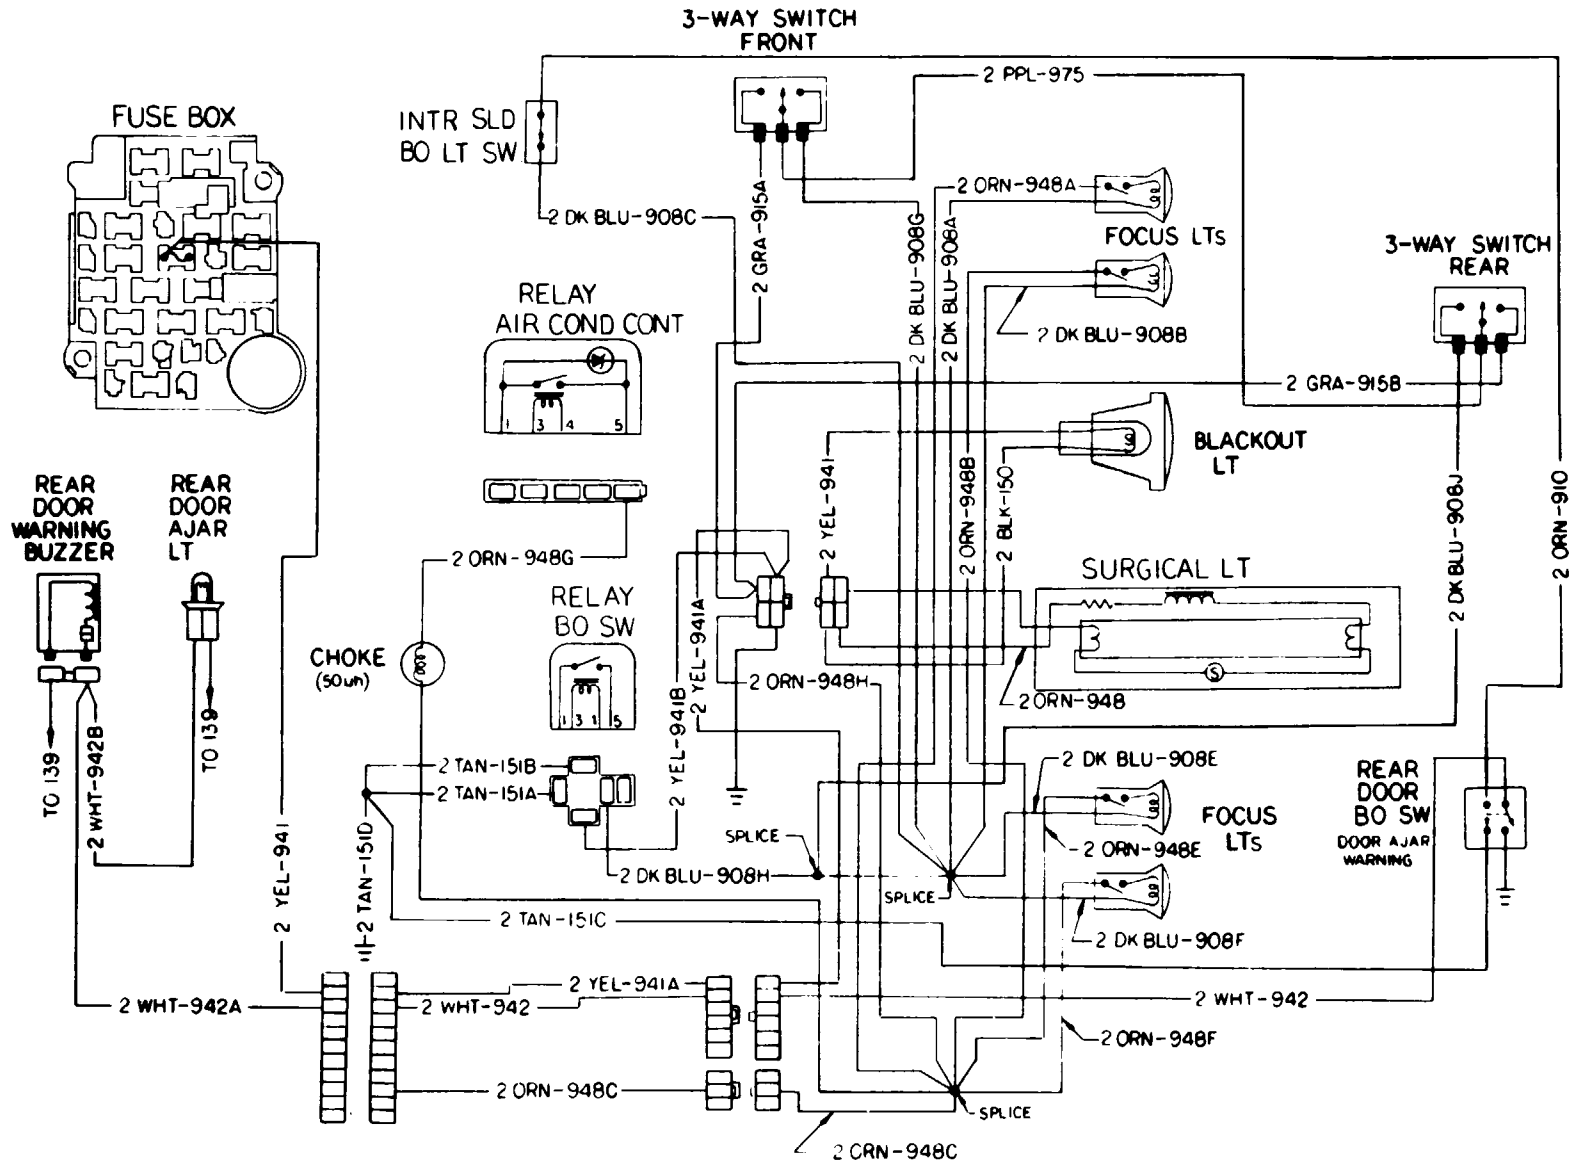 3-WAY SWITCH
FRONT
2 PPL-975
FUSE BOX
INTR SLD
BO LT SW
2 ORN-948A
2 GRA-915A
2 DK BLU-908C
2 DK BLU-908G
2 DK BLU-908A
FOCUS LTs
3-WAY SWITCH
REAR
RELAY
AIR COND CONT
2 DK BLU-908B
1 3 4 5
2 GRA-915B
BLACKOUT
LT
2 YEL-941
2 ORN-948B
2 BLK-150
2 DK BLU-908J
2 ORN-910
REAR
DOOR
WARNING
BUZZER
REAR
DOOR
AJAR
LT
2 ORN-948G
RELAY
BO SW
SURGICAL LT
S
CHOKE
(50uh)
1 3 1 5
2 YEL-941B
2 YEL-941A
2 ORN-948H
2 ORN-948
TO 139
2 WHT-942B
TO 139
2 TAN-151B
2 TAN-151A
2 DK BLU-908E
REAR
DOOR
BO SW
DOOR AJAR
WARNING
FOCUS
LTs
SPLICE
2 ORN-948E
2 YEL-941
2 TAN-151D
2 DK BLU-908H
SPLICE
2 TAN-151C
2 DK BLU-908F
2 YEL-941A
2 WHT-942A
2 WHT-942
2 WHT-942
2 ORN-948F
2 ORN-948C
SPLICE
2 ORN-948C